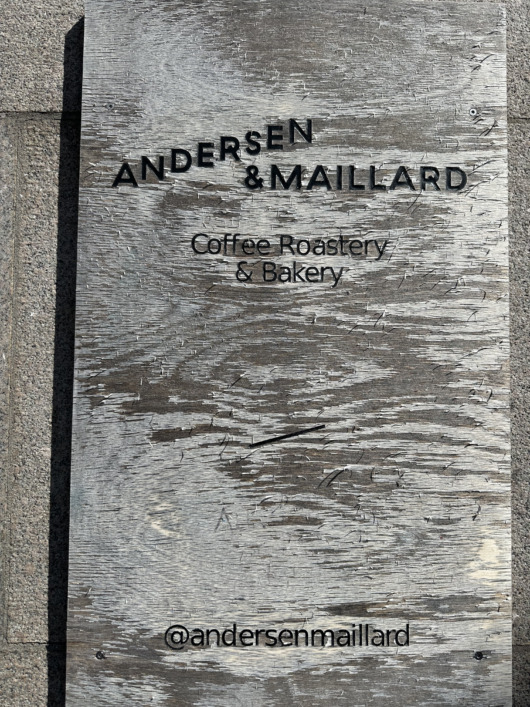 ANDERSEN
&MAILLARD
Coffee Roastery
& Bakery
@andersenmaillard